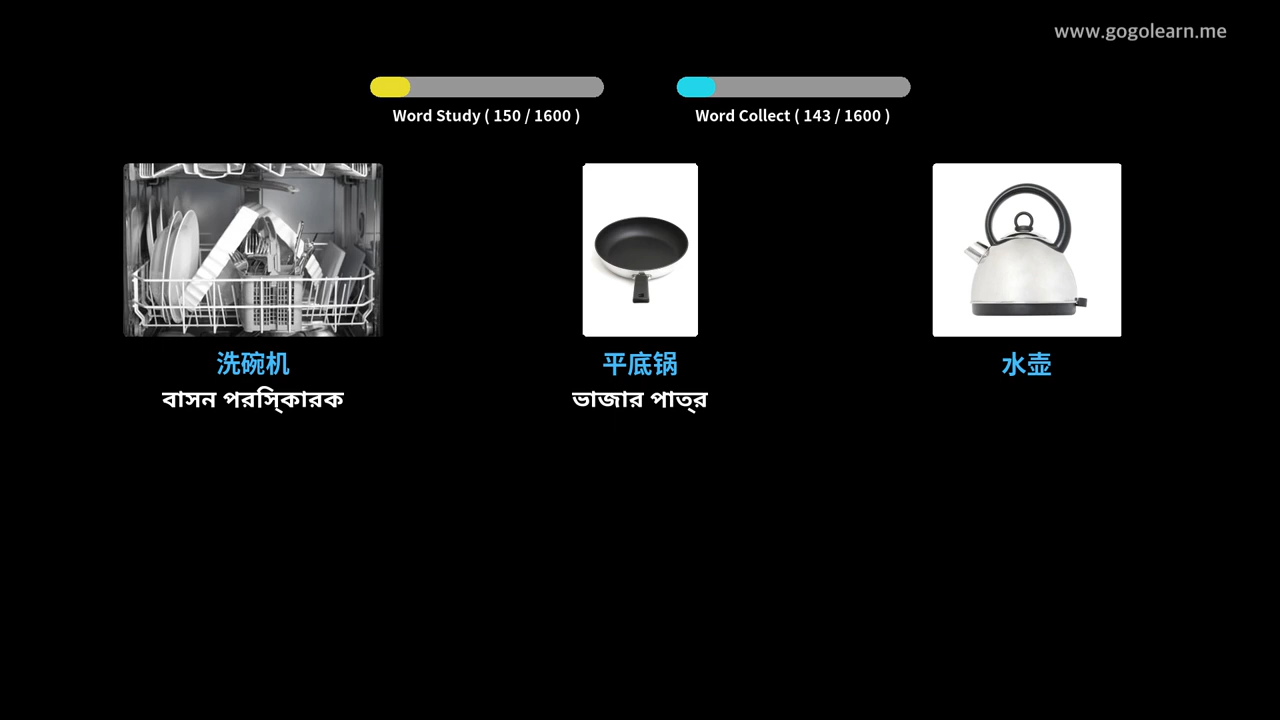 www.gogolearn.me
Word Study ( 150 / 1600 )
Word Collect ( 143 / 1600 )
洗碗机
平底锅
水壶
বাসন পরিস্কারক
ভাজার পাত্র